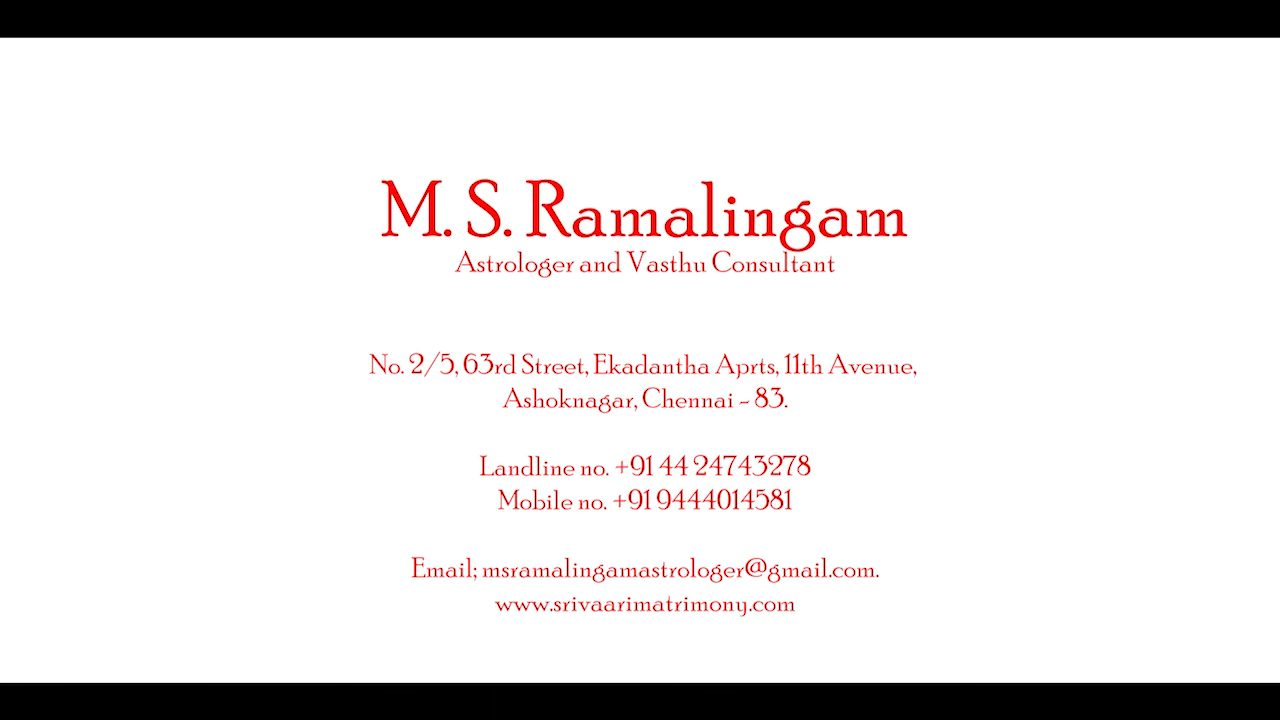 M. S. Ramalingam
Astrologer and Vasthu Consultant
No. 2/5, 63rd Street, Ekadantha Aprts, 11th Avenue,
Ashoknagar, Chennai - 83.
Landline no. +91 44 24743278
Mobile no. +91 9444014581
Email; msramalingamastrologer@gmail.com.
www.srivaarimatrimony.com